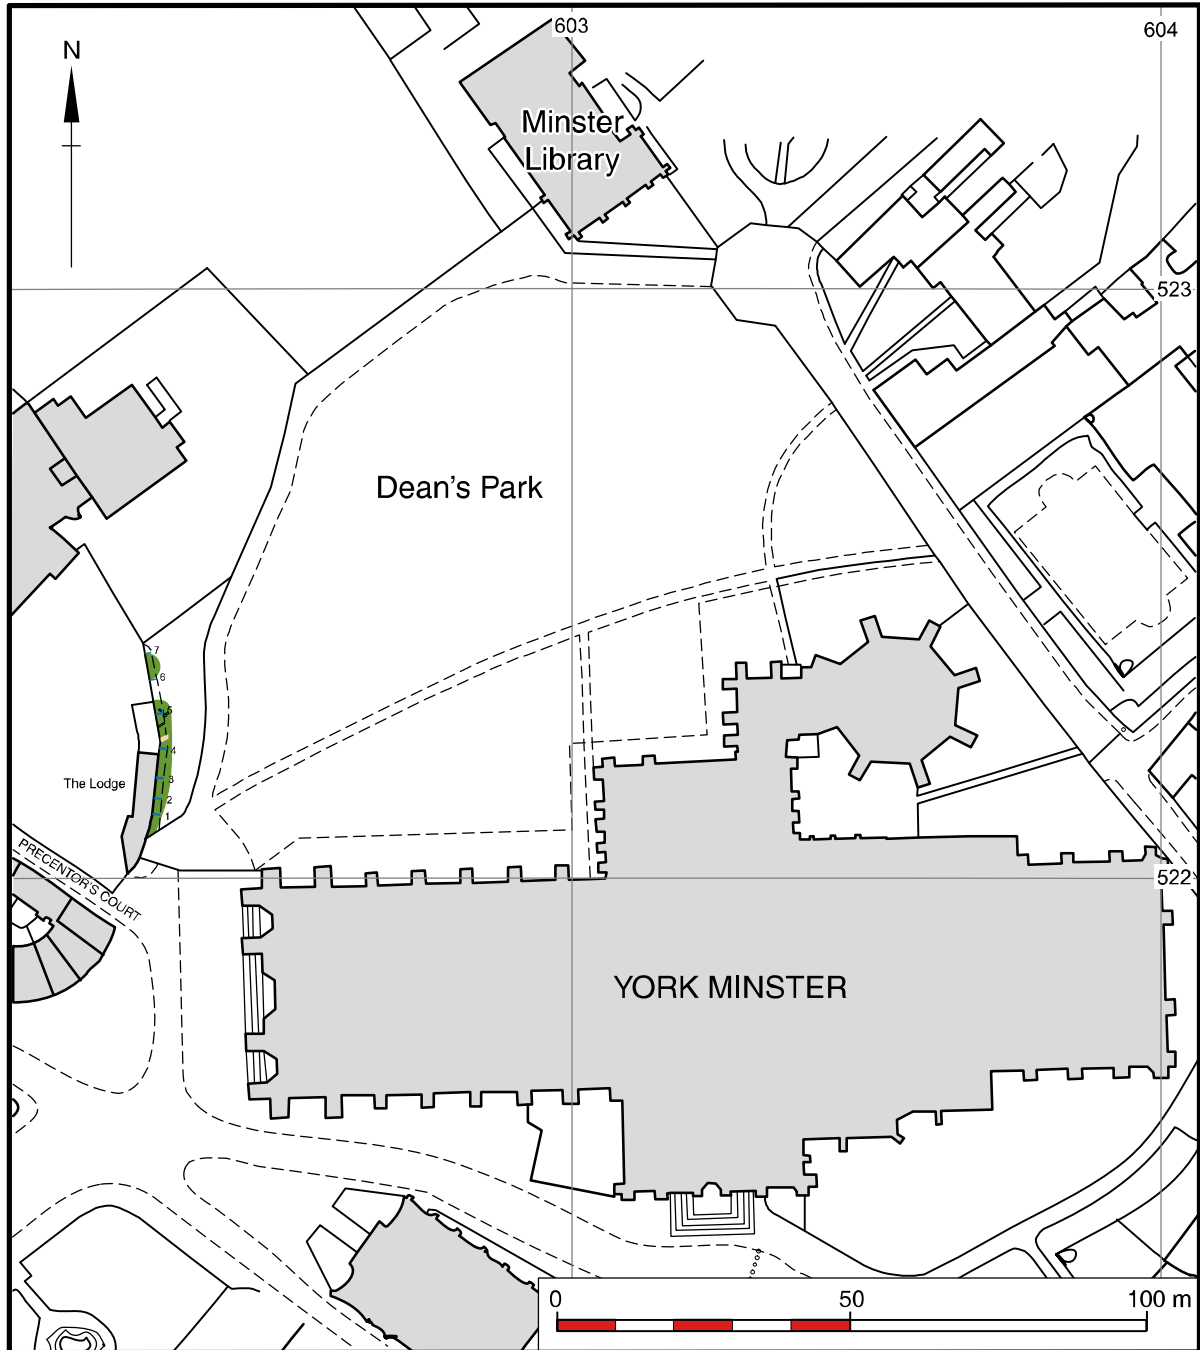 603
604
N
Minster
Library
523
Dean's Park
7
6
5
4
The Lodge
3
2
1
PRECENTOR'S COURT
522
YORK MINSTER
0 50 100 m